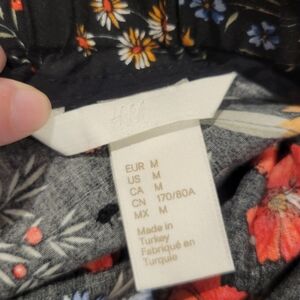 H&M
EUR M
US M
CA M
CN 170/80A
MX M
Made in
Turkey
Fabriqué en
Turquie